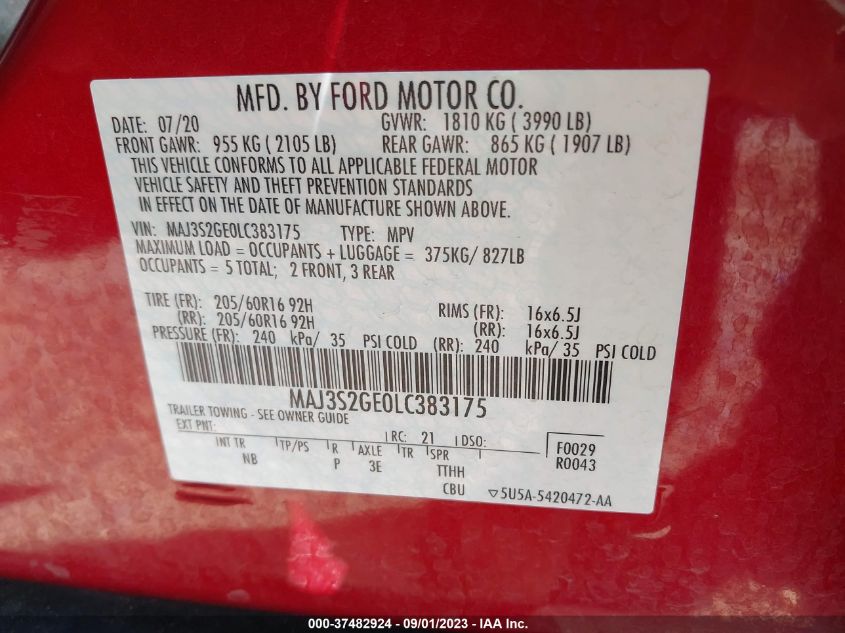 MFD. BY FORD MOTOR CO.
DATE: 07/20 GVWR: 1810 KG ( 3990 LB)
FRONT GAWR: 955 KG ( 2105 LB) REAR GAWR: 865 KG ( 1907 LB)
THIS VEHICLE CONFORMS TO ALL APPLICABLE FEDERAL MOTOR
VEHICLE SAFETY AND THEFT PREVENTION STANDARDS
IN EFFECT ON THE DATE OF MANUFACTURE SHOWN ABOVE.
VIN: MAJ3S2GE0LC383175 TYPE: MPV
MAXIMUM LOAD = OCCUPANTS + LUGGAGE = 375KG/ 827LB
OCCUPANTS = 5 TOTAL; 2 FRONT, 3 REAR
TIRE (FR): 205/60R16 92H RIMS (FR): 16x6.5J
(RR): 205/60R16 92H (RR): 16x6.5J
PRESSURE (FR): 240 kPa/ 35 PSI COLD (RR): 240 kPa/ 35 PSI COLD
MAJ3S2GE0LC383175
TRAILER TOWING - SEE OWNER GUIDE
EXT PNT: RC: 21 DSO: F0029
INT TR TP/PS R AXLE TR SPR R0043
NB P 3E TTHH
CBU ▽5U5A-5420472-AA
000-37482924 - 09/01/2023 - Copyright © IAA Inc.